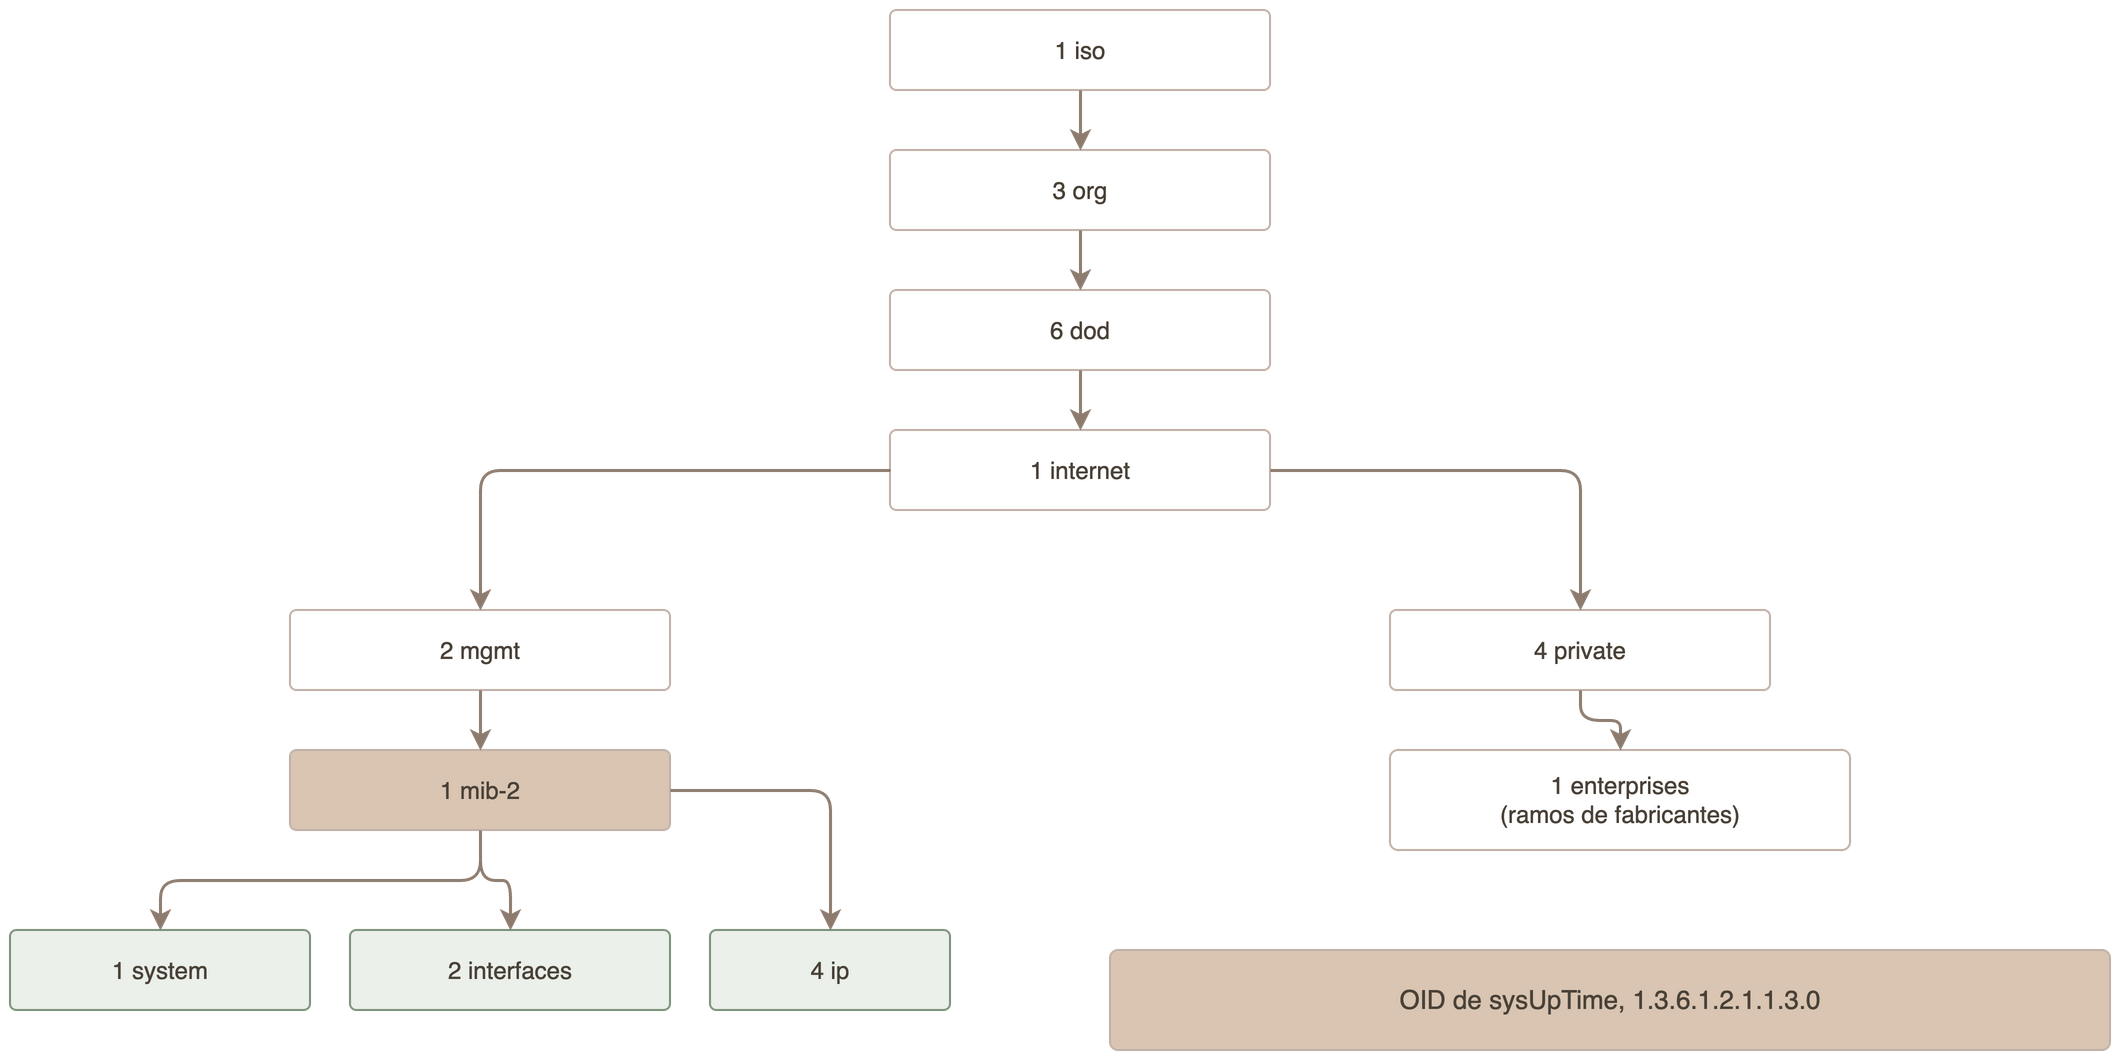 1 iso
3 org
6 dod
1 internet
2 mgmt
4 private
1 mib-2
1 enterprises
(ramos de fabricantes)
1 system
2 interfaces
4 ip
OID de sysUpTime, 1.3.6.1.2.1.1.3.0